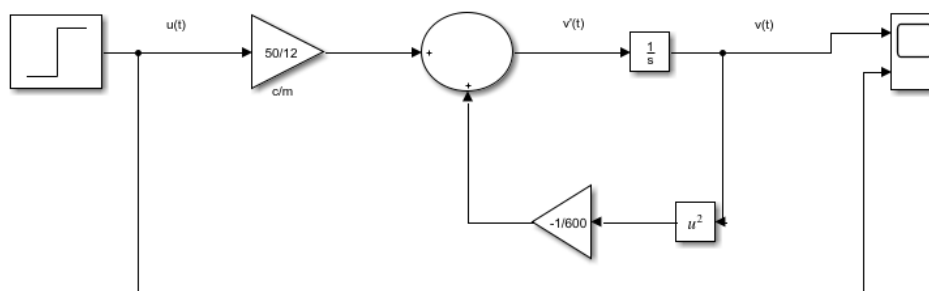 u(t)
50/12
c/m
+
+
v'(t)
1
s
v(t)
-1/600
u²